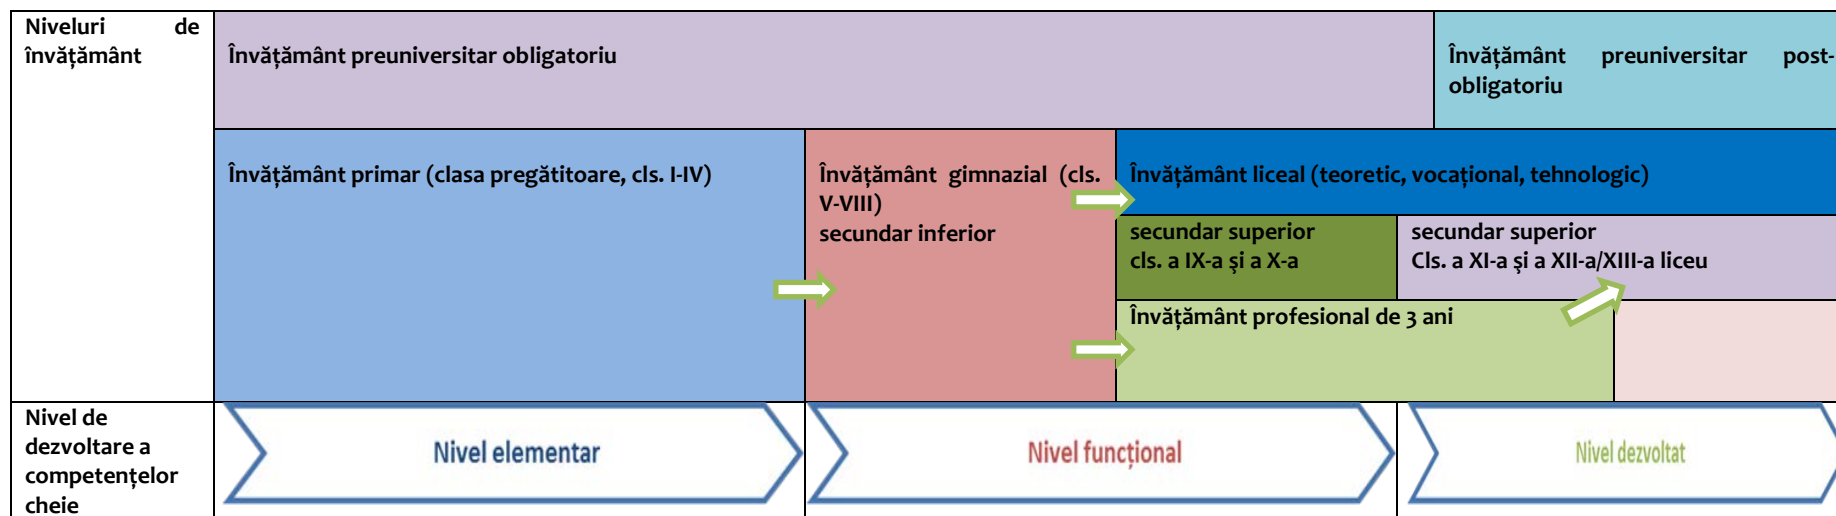 Niveluri de
învățământ
Învățământ preuniversitar obligatoriu
Învățământ preuniversitar post-
obligatoriu
Învățământ primar (clasa pregătitoare, cls. I-IV)
Învățământ gimnazial (cls.
V-VIII)
secundar inferior
Învățământ liceal (teoretic, vocațional, tehnologic)
secundar superior
cls. a IX-a şi a X-a
secundar superior
Cls. a XI-a şi a XII-a/XIII-a liceu
Învățământ profesional de 3 ani
Nivel de
dezvoltare a
competențelor
cheie
Nivel elementar
Nivel funcțional
Nivel dezvoltat